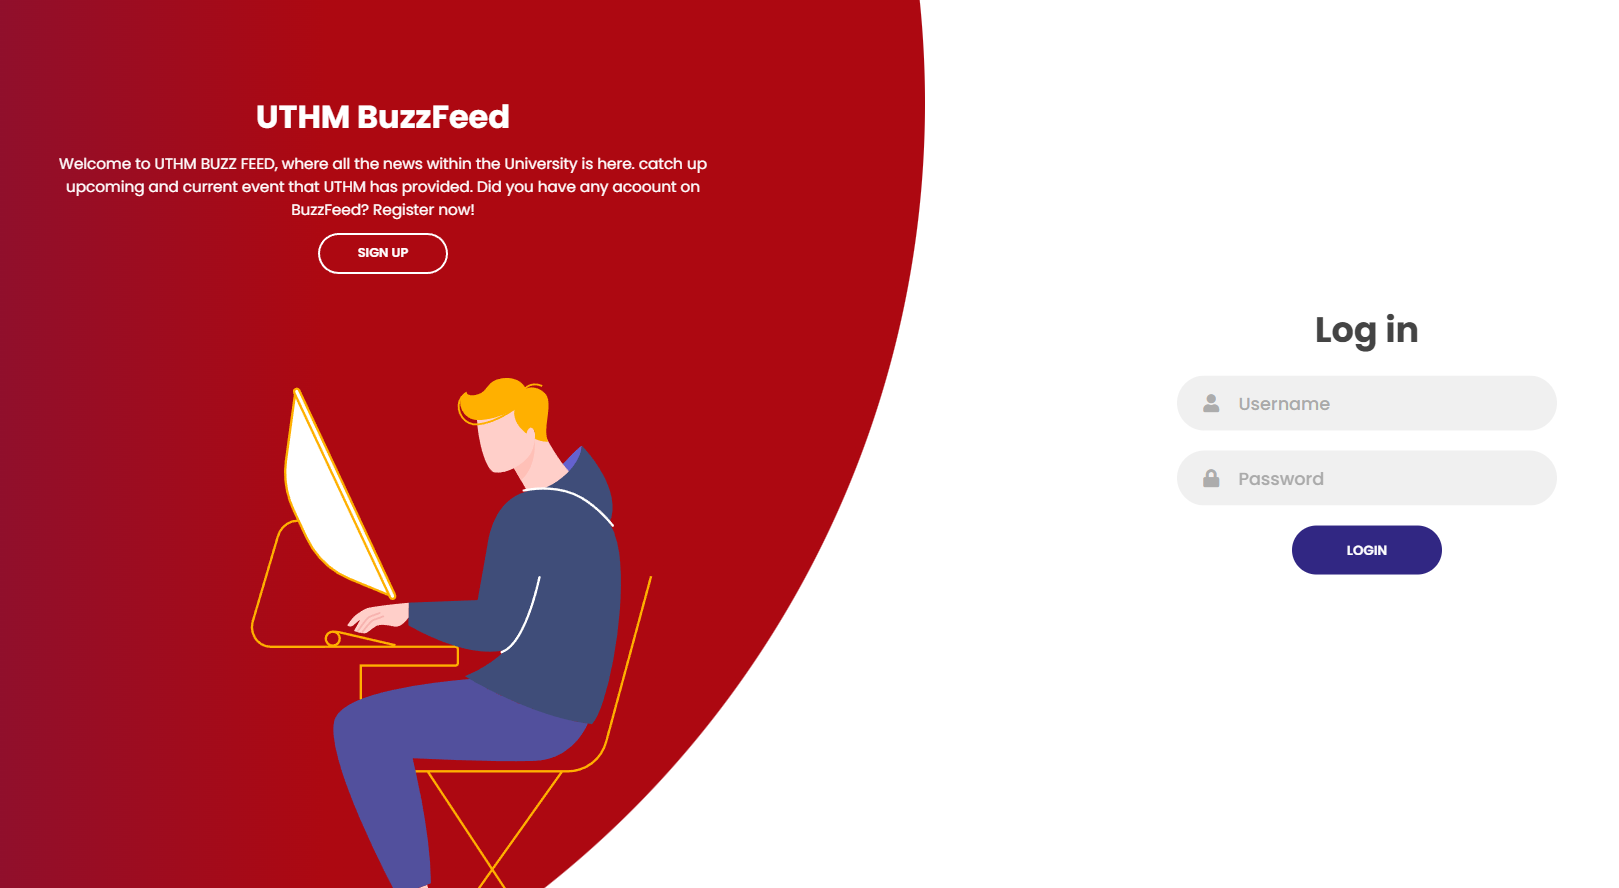 UTHM BuzzFeed
Welcome to UTHM BUZZ FEED, where all the news within the University is here. catch up
upcoming and current event that UTHM has provided. Did you have any acoount on
BuzzFeed? Register now!
SIGN UP
Log in
Username
Password
LOGIN